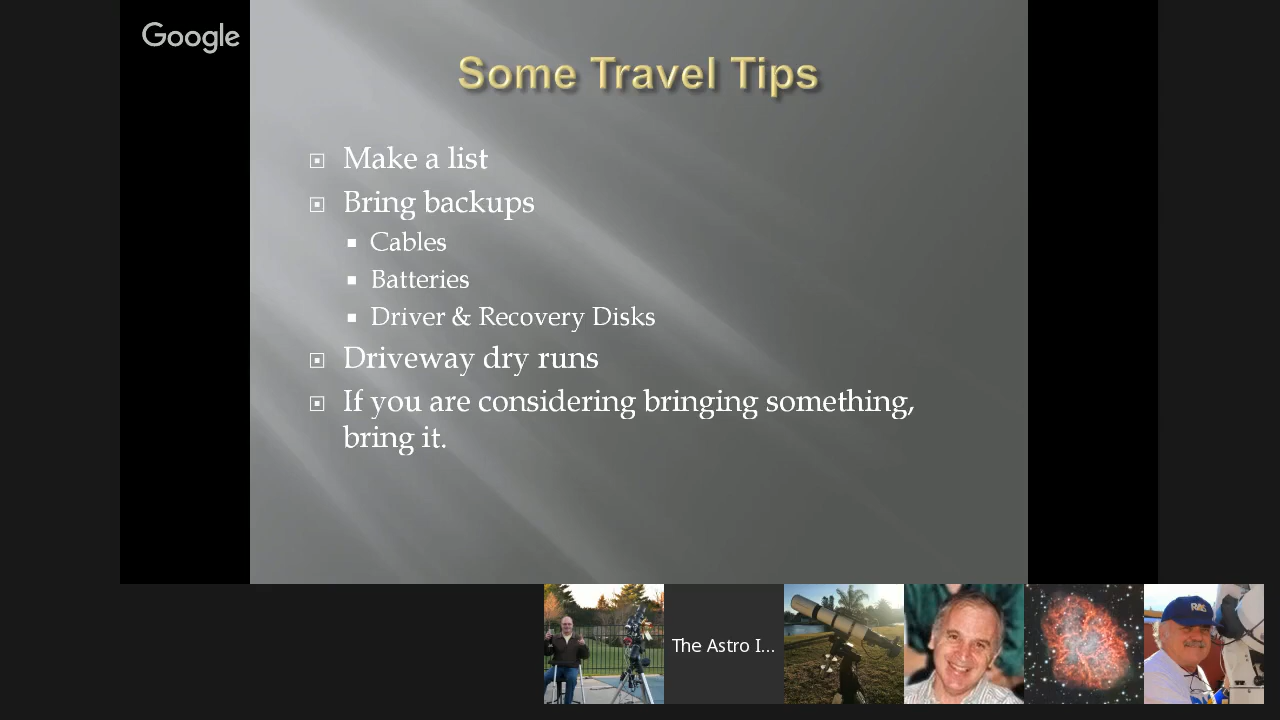 Google
Some Travel Tips
Make a list
Bring backups
Cables
Batteries
Driver & Recovery Disks
Driveway dry runs
If you are considering bringing something,
bring it.
The Astro I...
RAS